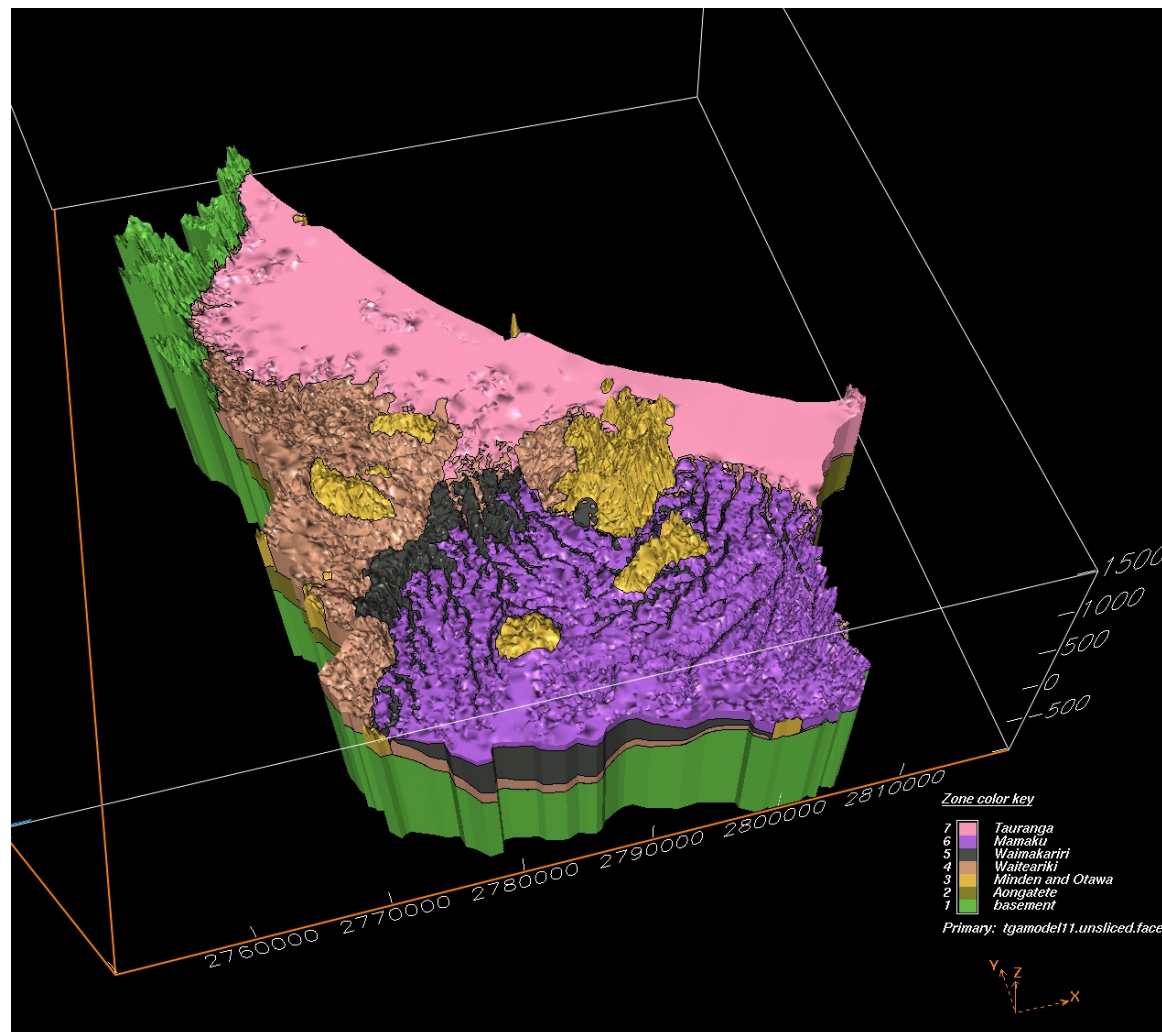 1500
1000
500
0
-500
2810000
2800000
2790000
2780000
2770000
2760000
Zone color key
7 Tauranga
6 Mamaku
5 Waimakariri
4 Waiteariki
3 Minden and Otawa
2 Aongatete
1 basement
Primary: tgamodel11.unsliced.face
Y
Z
X